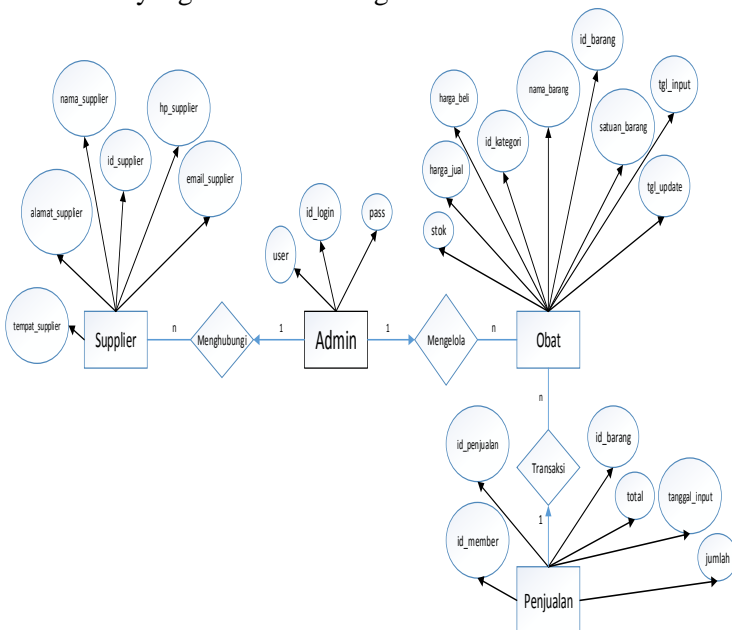 id_barang
nama_supplier
hp_supplier
harga_beli
nama_barang
tgl_input
id_supplier
id_kategori
satuan_barang
email_supplier
harga_jual
tgl_update
alamat_supplier
id_login
pass
stok
user
tempat_supplier
Supplier
n
Menghubungi
1
Admin
1
Mengelola
n
Obat
n
id_penjualan
id_barang
Transaksi
total
tanggal_input
1
id_member
jumlah
Penjualan